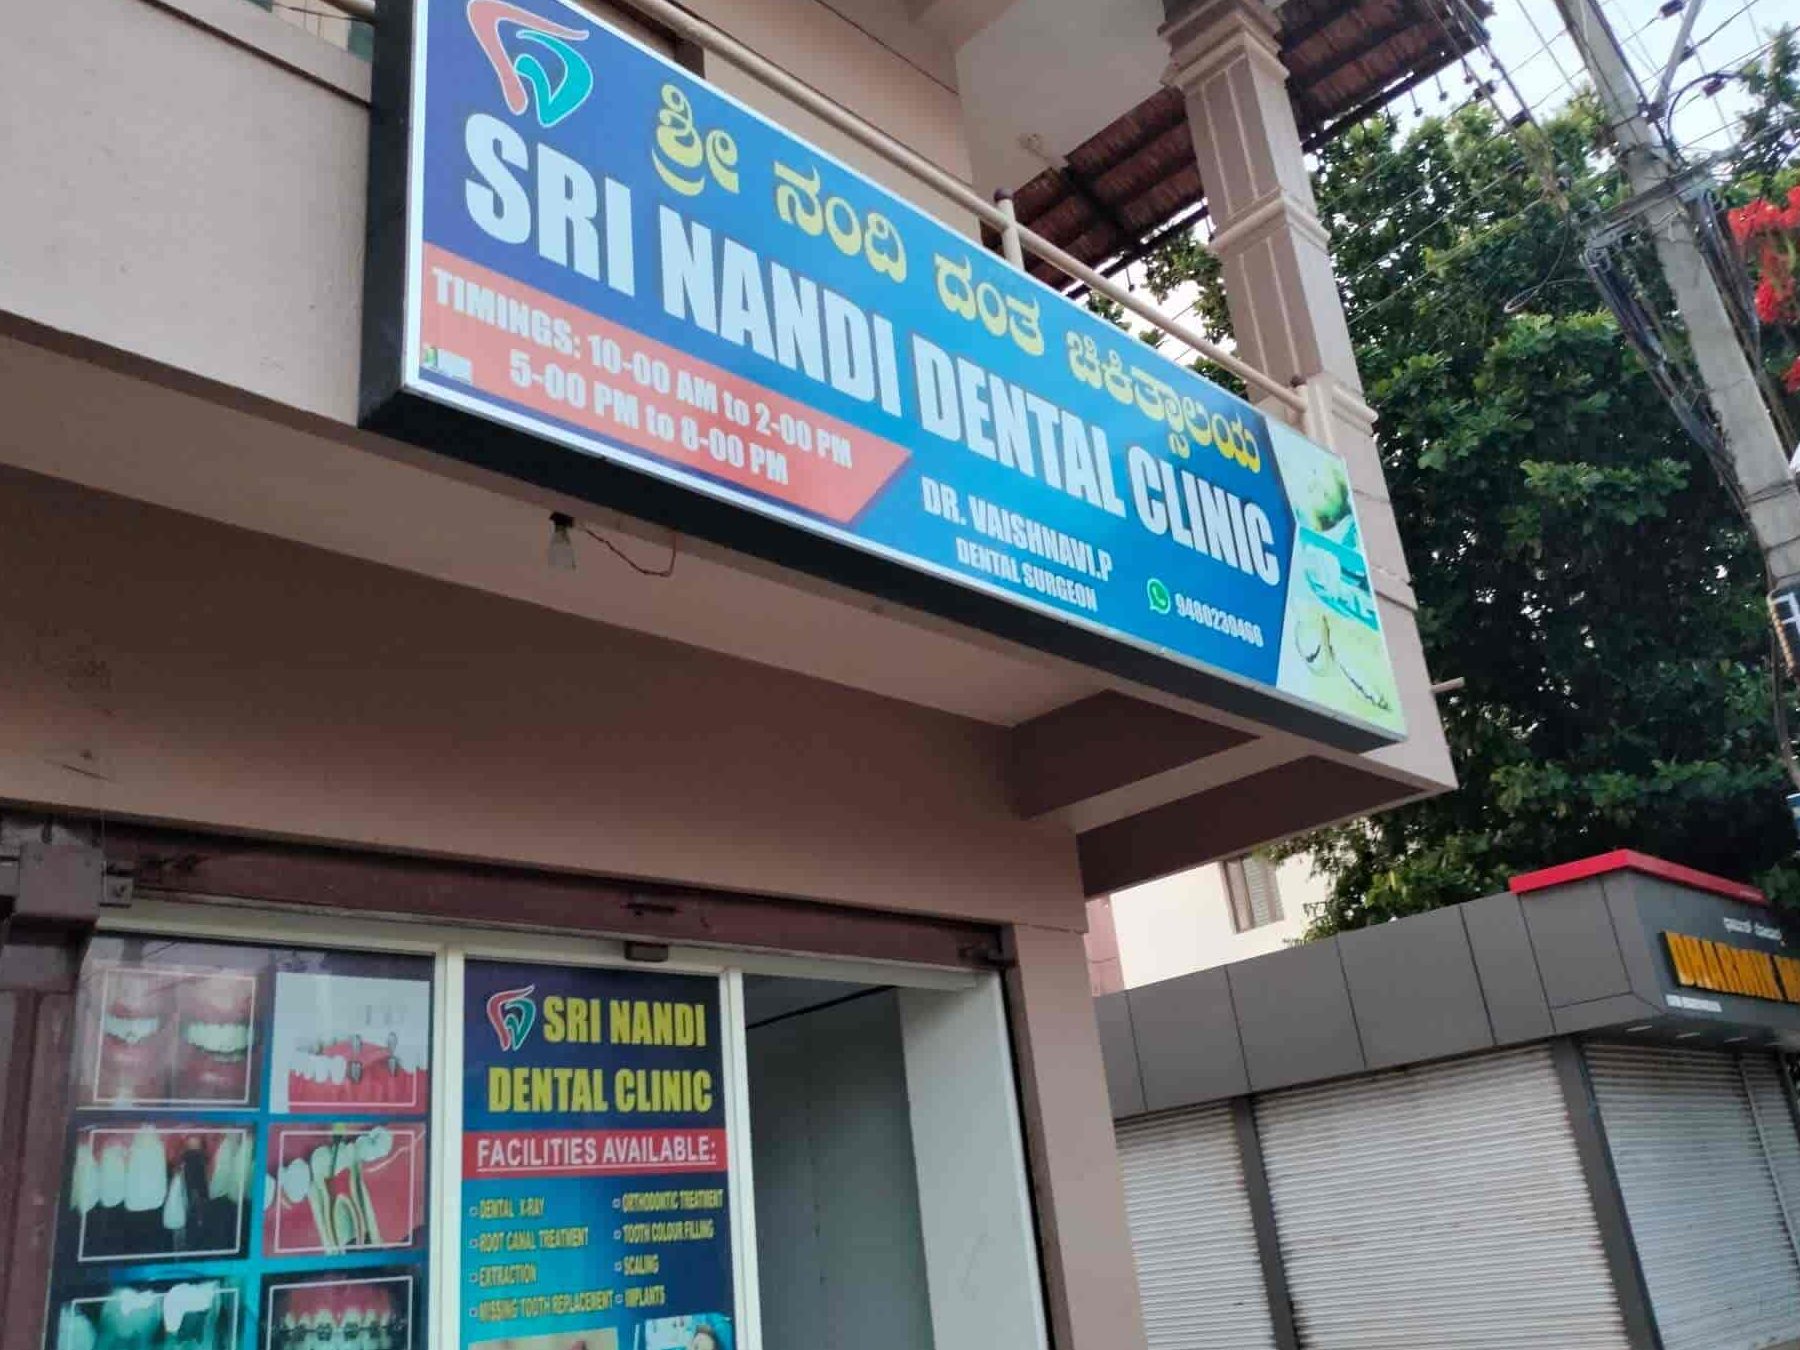 ಶ್ರೀ ನಂದಿ ದಂತ ಚಿಕಿತ್ಸಾಲಯ
SRI NANDI DENTAL CLINIC
TIMINGS: 10-00 AM to 2-00 PM
5-00 PM to 8-00 PM
DR. VAISHNAVI.P
DENTAL SURGEON
9480239466
SRI NANDI
DENTAL CLINIC
FACILITIES AVAILABLE:
DENTAL X-RAY
ROOT CANAL TREATMENT
EXTRACTION
MISSING TOOTH REPLACEMENT
ORTHODONTIC TREATMENT
TOOTH COLOUR FILLING
SCALING
IMPLANTS